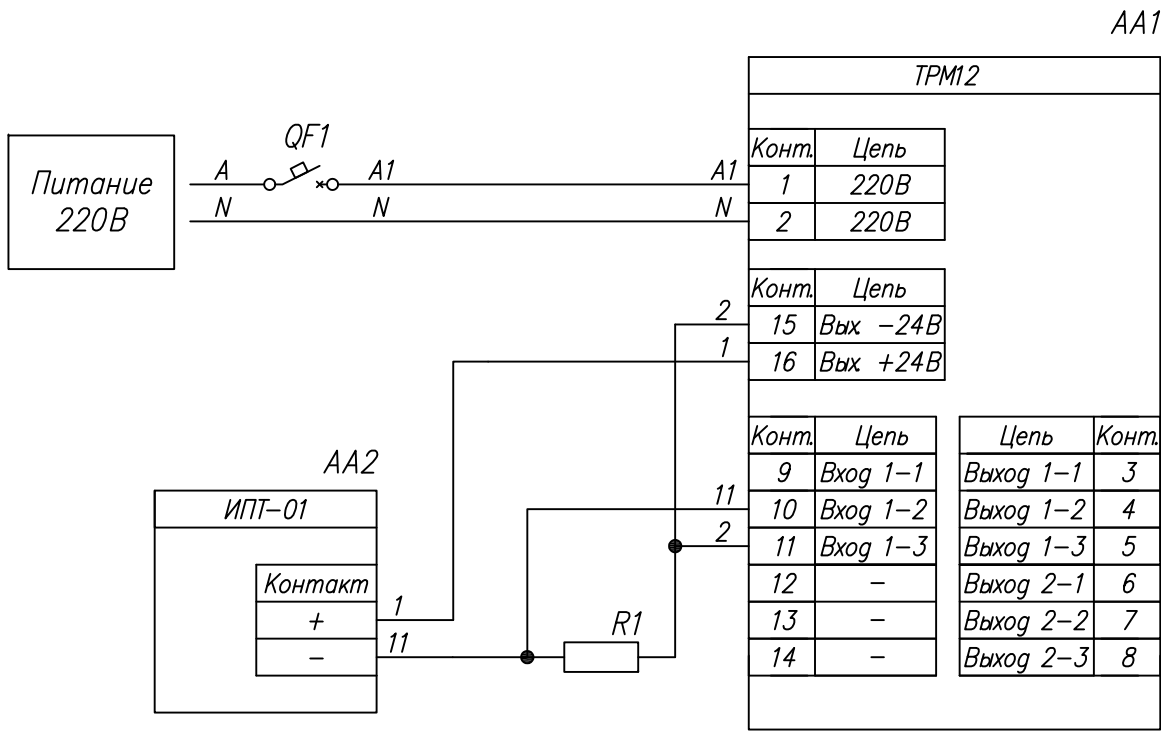 AA1
ТРМ12
Питание
220В
QF1
A
A1
A1
N
N
N
Конт. Цепь
1 220В
2 220В
Конт. Цепь
2 15 Вых. -24В
1 16 Вых. +24В
Конт. Цепь Цепь Конт.
9 Вход 1-1 Выход 1-1 3
11 10 Вход 1-2 Выход 1-2 4
2 11 Вход 1-3 Выход 1-3 5
12 - Выход 2-1 6
13 - Выход 2-2 7
14 - Выход 2-3 8
AA2
ИПТ-01
Контакт
+ 1
- 11
R1